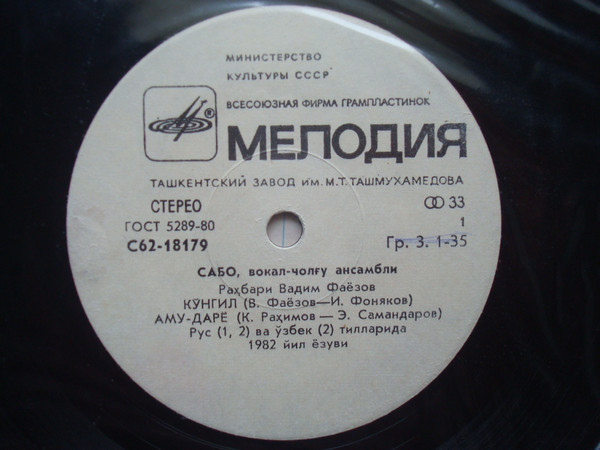 МИНИСТЕРСТВО
КУЛЬТУРЫ СССР
ВСЕСОЮЗНАЯ ФИРМА ГРАМПЛАСТИНОК
®
МЕЛОДИЯ
ТАШКЕНТСКИЙ ЗАВОД ИМ. М.Т. ТАШМУХАМЕДОВА
СТЕРЕО 33
ГОСТ 5289-80 1
С62-18179 Гр. 3. 1-35
САБО, вокал-чолғу ансамбли
Раҳбари Вадим Фаёзов
КУНГИЛ (В. Фаёзов—И. Фоняков)
АМУ-ДАРЁ (К. Раҳимов — Э. Самандаров)
Рус (1, 2) ва ўзбек (2) тилларида
1982 йил ёзуви